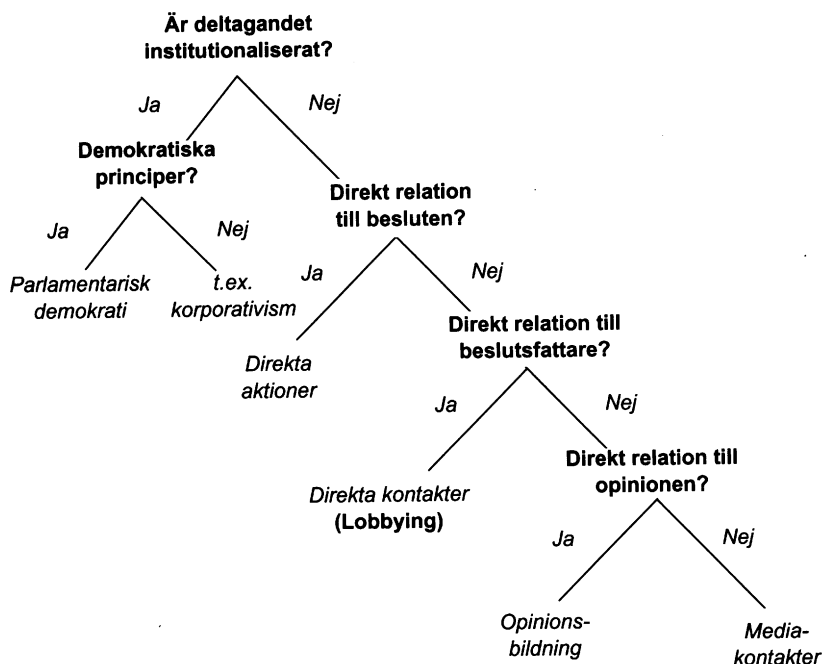 Är deltagandet
institutionaliserat?
Ja
Nej
Demokratiska
principer?
Direkt relation
till besluten?
Ja
Nej
Parlamentarisk
demokrati
t.ex.
korporativism
Ja
Nej
Direkta
aktioner
Direkt relation till
beslutsfattare?
Ja
Nej
Direkta kontakter
(Lobbying)
Direkt relation till
opinionen?
Ja
Nej
Opinions-
bildning
Media-
kontakter